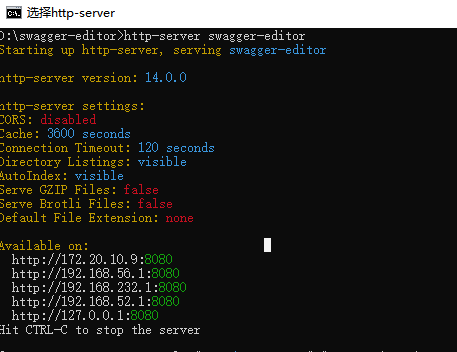 选择http-server
D:\swagger-editor>http-server swagger-editor
Starting up http-server, serving swagger-editor
http-server version: 14.0.0
http-server settings:
CORS: disabled
Cache: 3600 seconds
Connection Timeout: 120 seconds
Directory Listings: visible
AutoIndex: visible
Serve GZIP Files: false
Serve Brotli Files: false
Default File Extension: none
Available on:
http://172.20.10.9:8080
http://192.168.56.1:8080
http://192.168.232.1:8080
http://192.168.52.1:8080
http://127.0.0.1:8080
Hit CTRL-C to stop the server